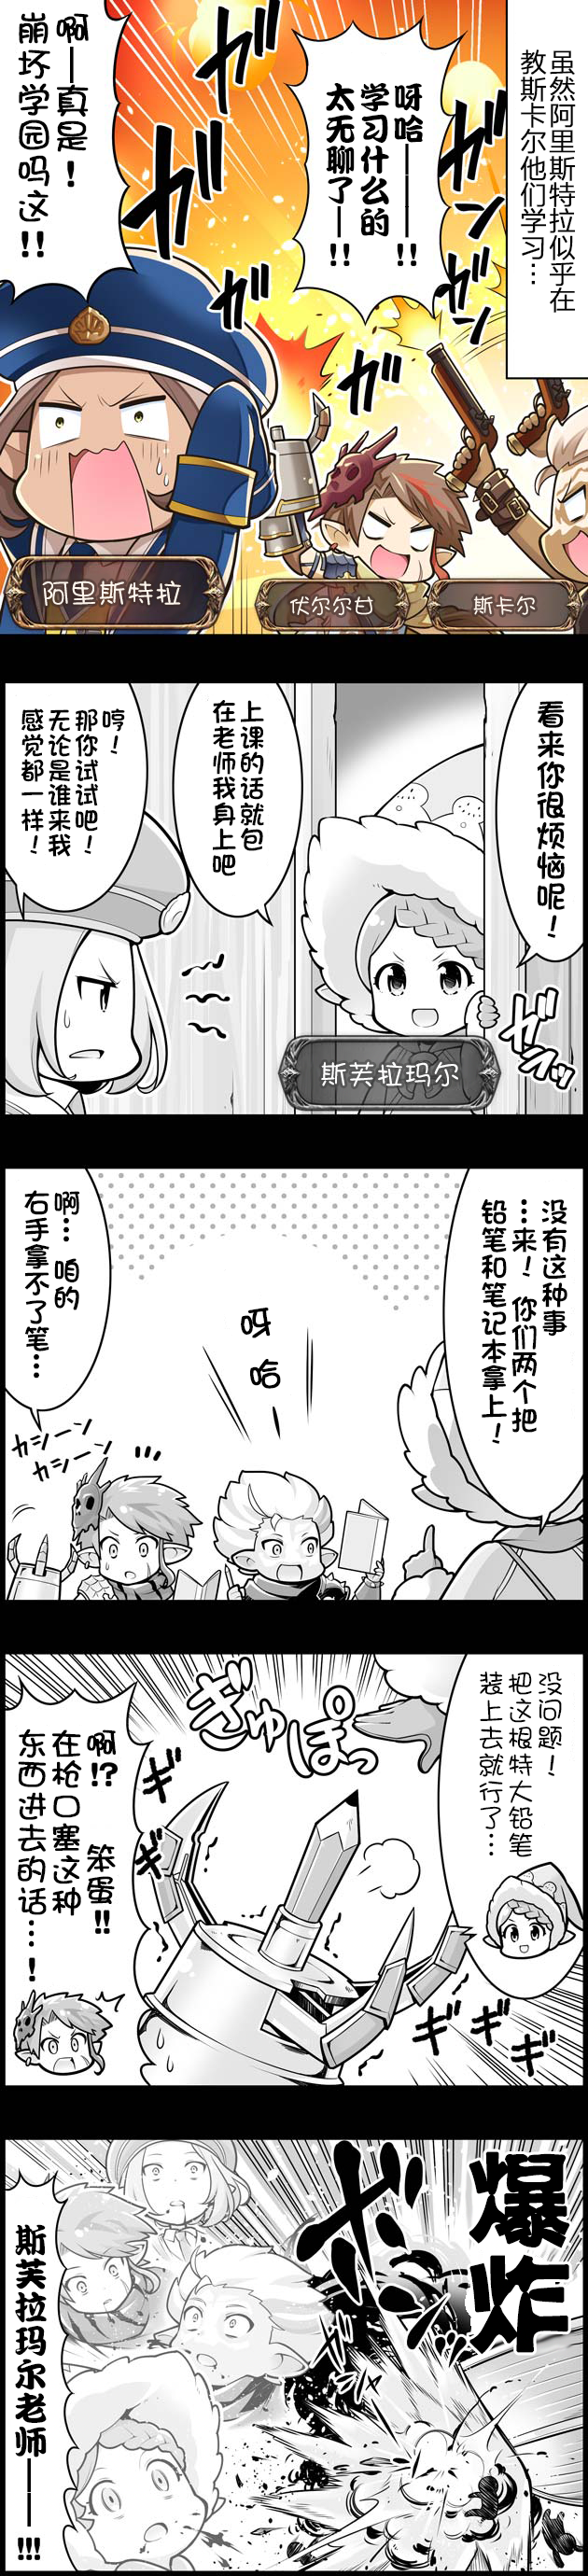 虽然阿里斯特拉似乎在
教斯卡尔他们学习…
ガン
ガン
ガガ
ガガ
呀哈————!!
学习什么的
太无聊了ー!!
啊ー真是！
崩坏学园吗这!!
阿里斯特拉
伏尔尔甘
斯卡尔
看来你很烦恼呢！
ガシィッ
上课的话就包
在老师我身上吧
哼！
那你试试吧！
无论是谁来我
感觉都一样！
斯芙拉玛尔
没有这种事
…来！你们两个把
铅笔和笔记本拿上！
呀哈ー
啊…咱的
右手拿不了笔…
カシーン
カシーン
没问题！
把这根特大铅笔
装上去就行了…
ぎゅぽっ
ギギ
ギギギ
啊!? 笨蛋!!
在枪口塞这种
东西进去的话…！
爆炸
ボン
斯芙拉玛尔老师——!!!